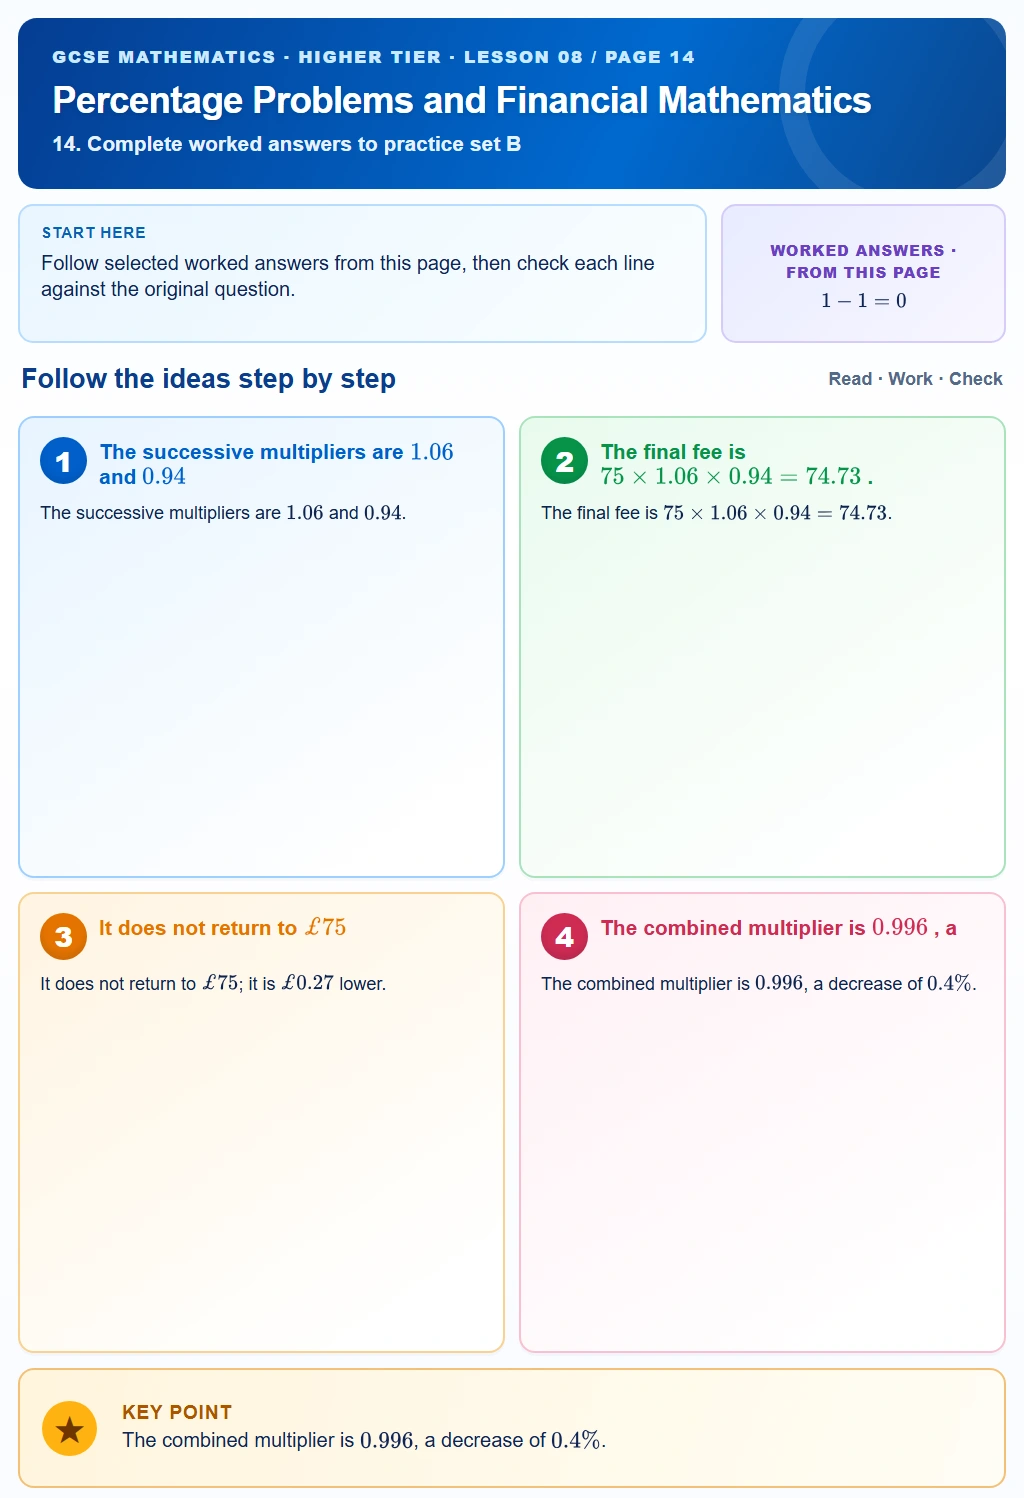 GCSE MATHEMATICS · HIGHER TIER · LESSON 08 / PAGE 14
Percentage Problems and Financial Mathematics
14. Complete worked answers to practice set B
START HERE
Follow selected worked answers from this page, then check each line
against the original question.
WORKED ANSWERS ·
FROM THIS PAGE
1 − 1 = 0
Follow the ideas step by step
Read · Work · Check
1
The successive multipliers are 1.06
and 0.94
The successive multipliers are 1.06 and 0.94.
2
The final fee is
75 × 1.06 × 0.94 = 74.73 .
The final fee is 75 × 1.06 × 0.94 = 74.73.
3
It does not return to £75
It does not return to £75; it is £0.27 lower.
4
The combined multiplier is 0.996 , a
The combined multiplier is 0.996, a decrease of 0.4%.
KEY POINT
The combined multiplier is 0.996, a decrease of 0.4%.